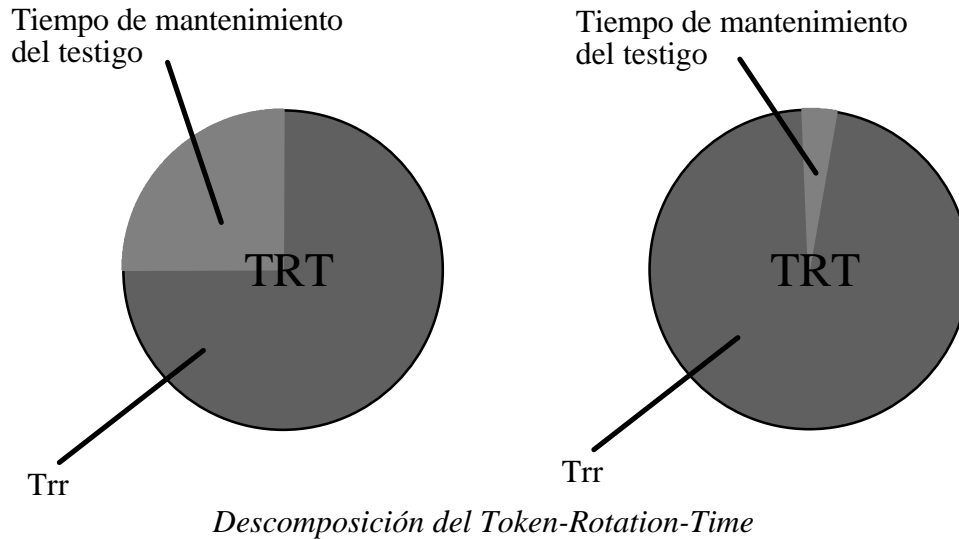 Tiempo de mantenimiento
del testigo
Tiempo de mantenimiento
del testigo
TRT
TRT
Trr
Trr
Descomposición del Token-Rotation-Time